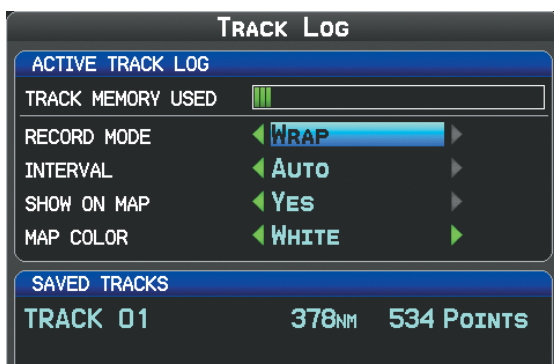 Track Log
ACTIVE TRACK LOG
TRACK MEMORY USED
RECORD MODE Wrap
INTERVAL Auto
SHOW ON MAP Yes
MAP COLOR White
SAVED TRACKS
TRACK 01 378NM 534 Points